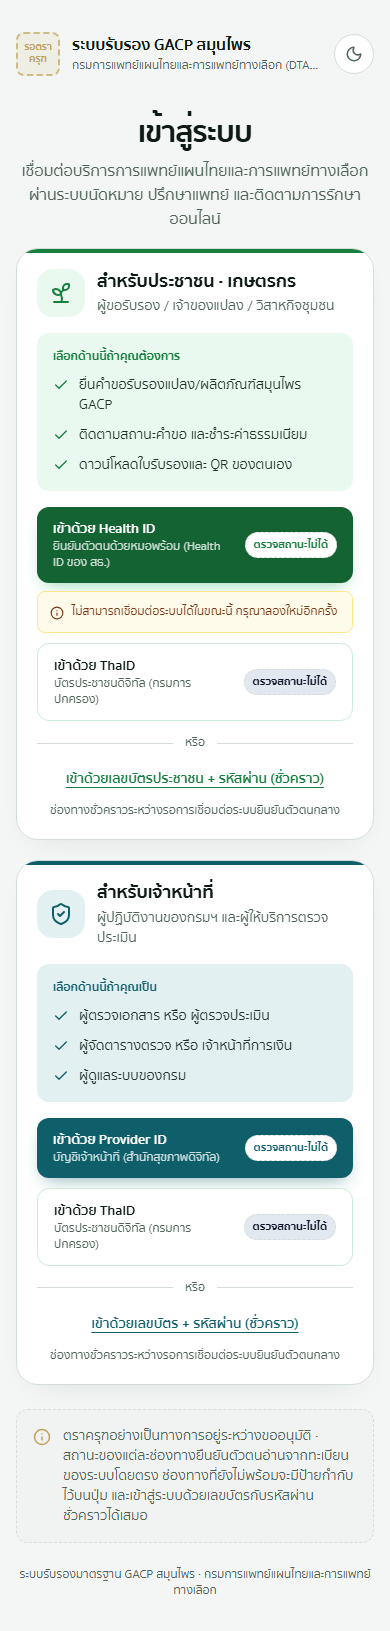 รอตรา
ครุฑ
ระบบรับรอง GACP สมุนไพร
กรมการแพทย์แผนไทยและการแพทย์ทางเลือก (DTA...
เข้าสู่ระบบ
เชื่อมต่อบริการการแพทย์แผนไทยและการแพทย์ทางเลือก
ผ่านระบบนัดหมาย ปรึกษาแพทย์ และติดตามการรักษา
ออนไลน์
สำหรับประชาชน · เกษตรกร
ผู้ขอรับรอง / เจ้าของแปลง / วิสาหกิจชุมชน
เลือกด้านนี้ถ้าคุณต้องการ
ยื่นคำขอรับรองแปลง/ผลิตภัณฑ์สมุนไพร
GACP
ติดตามสถานะคำขอ และชำระค่าธรรมเนียม
ดาวน์โหลดใบรับรองและ QR ของตนเอง
เข้าด้วย Health ID
ยืนยันตัวตนด้วยหมอพร้อม (Health
ID ของ สธ.)
ตรวจสถานะไม่ได้
ไม่สามารถเชื่อมต่อระบบได้ในขณะนี้ กรุณาลองใหม่อีกครั้ง
เข้าด้วย ThaID
บัตรประชาชนดิจิทัล (กรมการ
ปกครอง)
ตรวจสถานะไม่ได้
หรือ
เข้าด้วยเลขบัตรประชาชน + รหัสผ่าน (ชั่วคราว)
ช่องทางชั่วคราวระหว่างรอการเชื่อมต่อระบบยืนยันตัวตนกลาง
สำหรับเจ้าหน้าที่
ผู้ปฏิบัติงานของกรมฯ และผู้ให้บริการตรวจ
ประเมิน
เลือกด้านนี้ถ้าคุณเป็น
ผู้ตรวจเอกสาร หรือ ผู้ตรวจประเมิน
ผู้จัดตารางตรวจ หรือ เจ้าหน้าที่การเงิน
ผู้ดูแลระบบของกรม
เข้าด้วย Provider ID
บัญชีเจ้าหน้าที่ (สำนักสุขภาพดิจิทัล)
ตรวจสถานะไม่ได้
เข้าด้วย ThaID
บัตรประชาชนดิจิทัล (กรมการ
ปกครอง)
ตรวจสถานะไม่ได้
หรือ
เข้าด้วยเลขบัตร + รหัสผ่าน (ชั่วคราว)
ช่องทางชั่วคราวระหว่างรอการเชื่อมต่อระบบยืนยันตัวตนกลาง
ตราครุฑอย่างเป็นทางการอยู่ระหว่างขออนุมัติ ·
สถานะของแต่ละช่องทางยืนยันตัวตนอ่านจากทะเบียน
ของระบบโดยตรง ช่องทางที่ยังไม่พร้อมจะมีป้ายกำกับ
ไว้บนปุ่ม และเข้าสู่ระบบด้วยเลขบัตรกับรหัสผ่าน
ชั่วคราวได้เสมอ
ระบบรับรองมาตรฐาน GACP สมุนไพร · กรมการแพทย์แผนไทยและการแพทย์
ทางเลือก